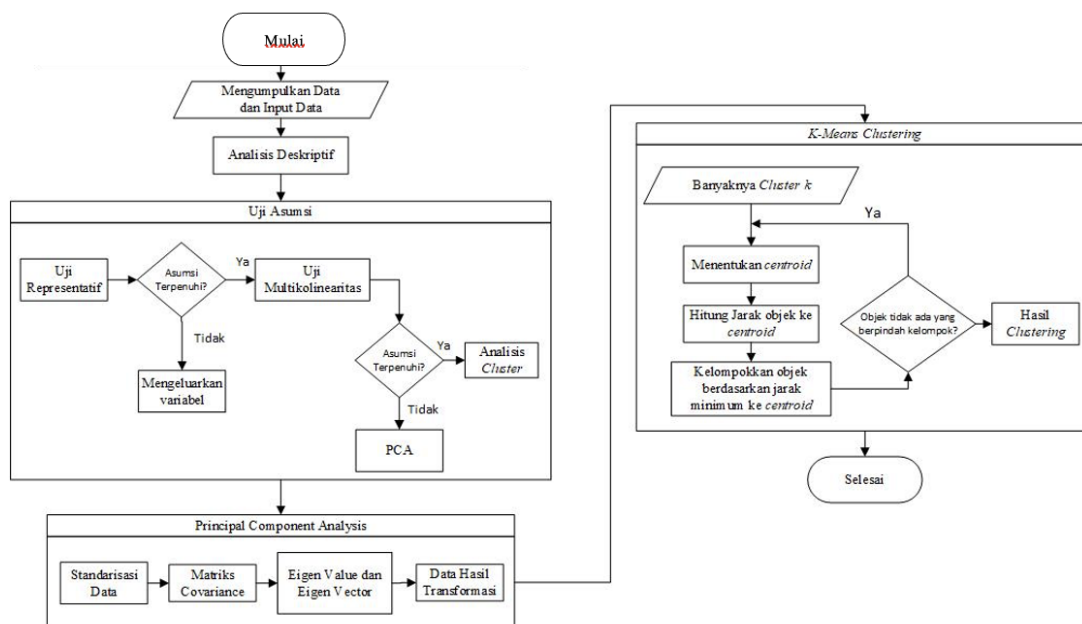 Mulai
Mengumpulkan Data
dan Input Data
Analisis Deskriptif
Uji Asumsi
Uji
Representatif
Asumsi
Terpenuhi?
Ya
Tidak
Mengeluarkan
variabel
Uji
Multikolinearitas
Asumsi
Terpenuhi?
Ya
Analisis
Cluster
Tidak
PCA
Principal Component Analysis
Standarisasi
Data
Matriks
Covariance
Eigen Value dan
Eigen Vector
Data Hasil
Transformasi
K-Means Clustering
Banyaknya Cluster k
Ya
Menentukan centroid
Hitung Jarak objek ke
centroid
Kelompokkan objek
berdasarkan jarak
minimum ke centroid
Objek tidak ada yang
berpindah kelompok?
Hasil
Clustering
Selesai